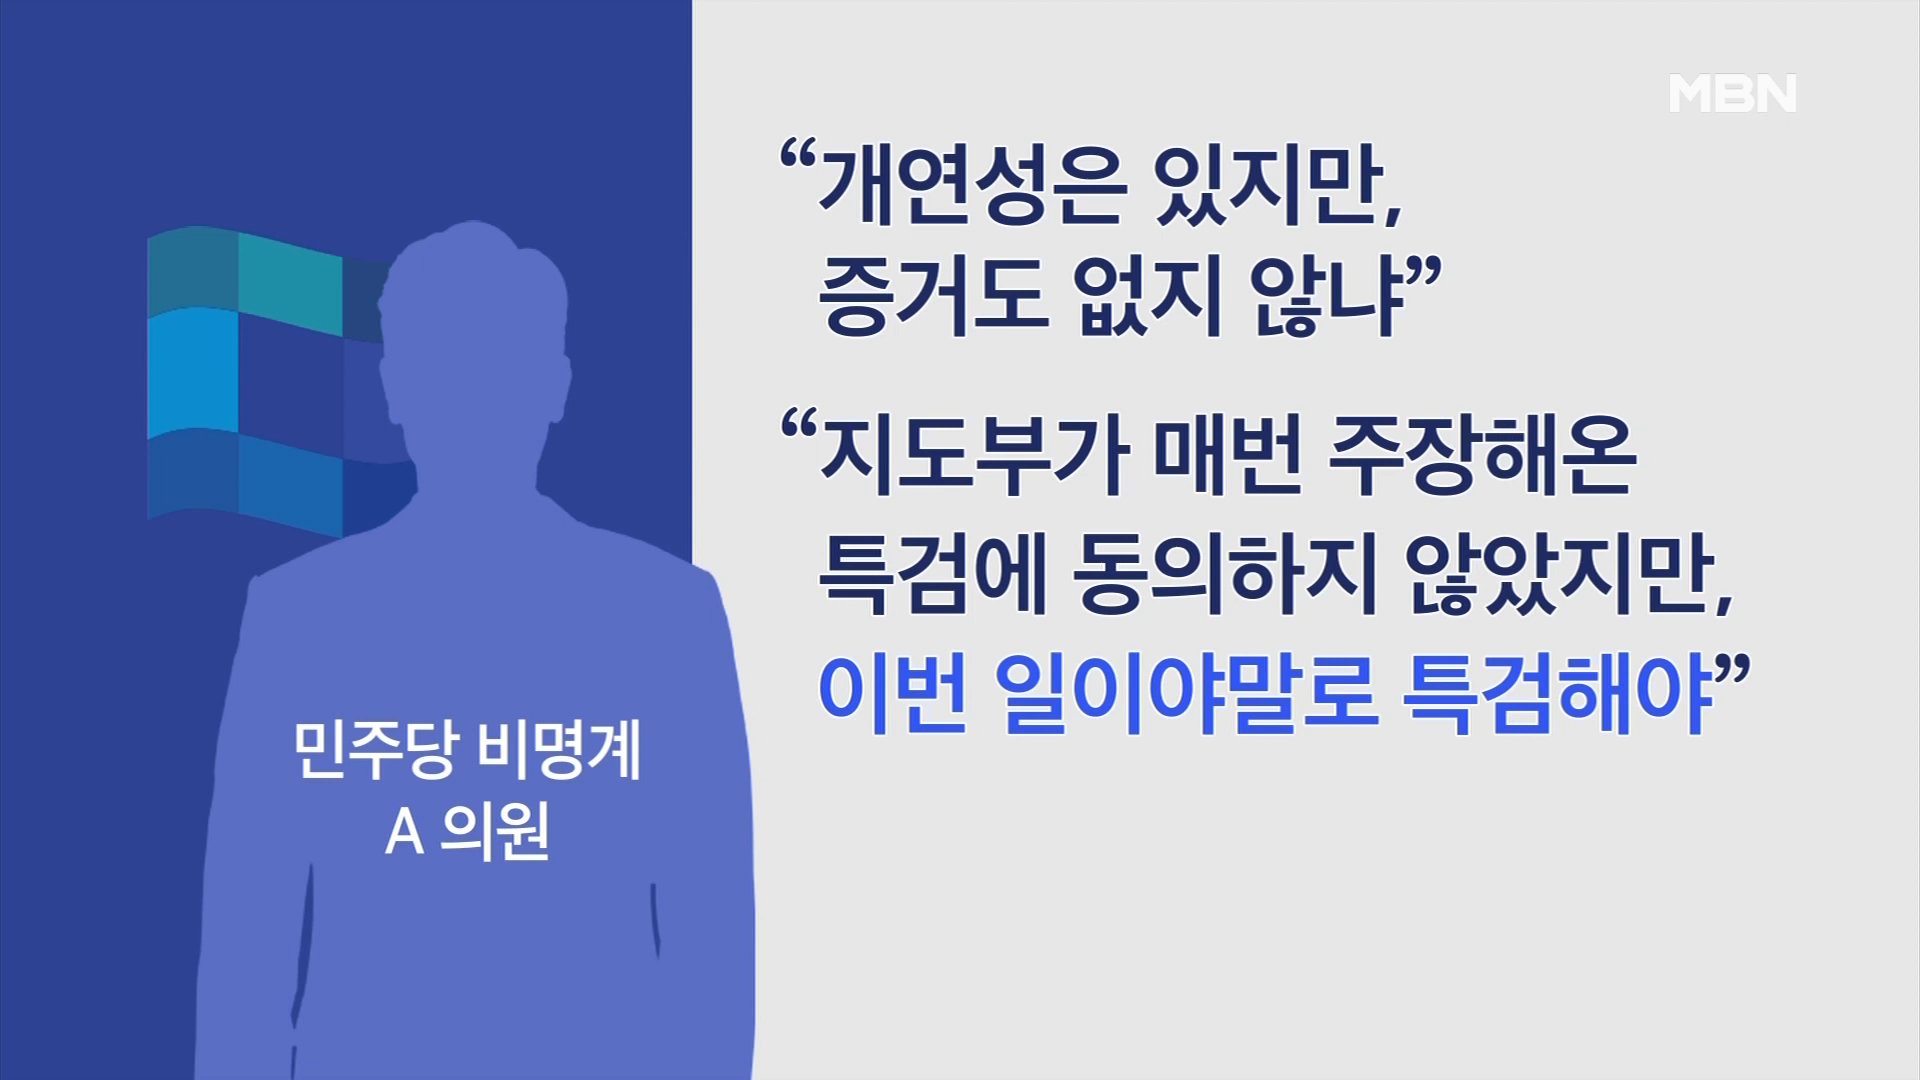 MBN
“개연성은 있지만,
증거도 없지 않냐”
“지도부가 매번 주장해온
특검에 동의하지 않았지만,
이번 일이야말로 특검해야”
민주당 비명계
A 의원